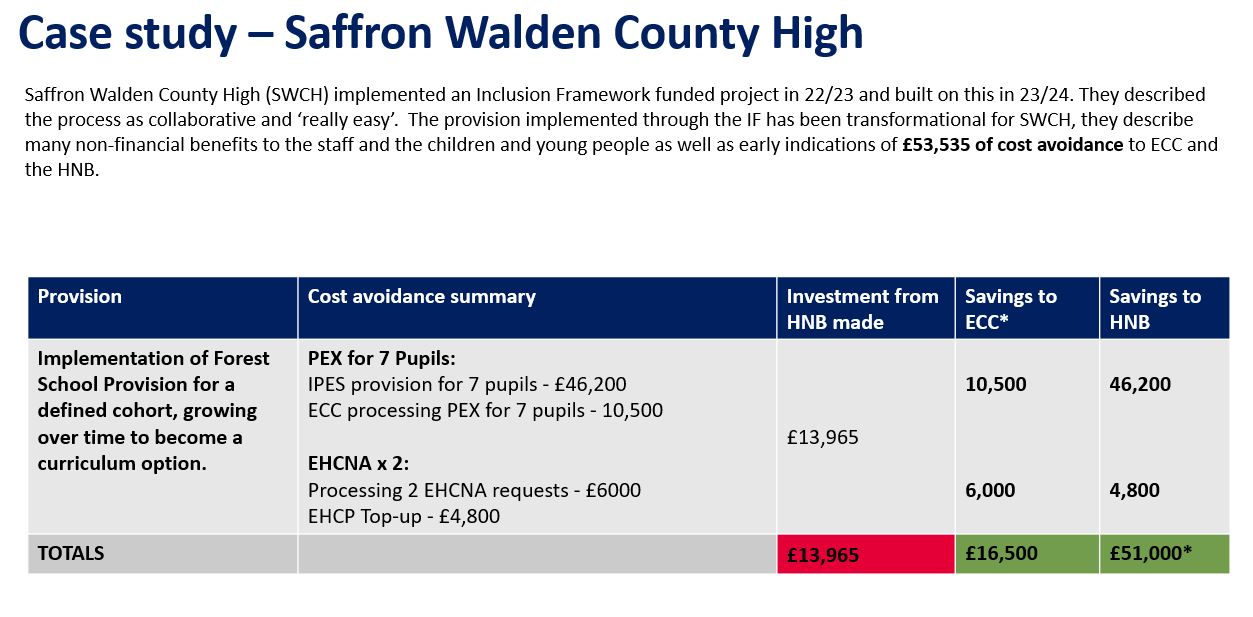 Case study – Saffron Walden County High
Saffron Walden County High (SWCH) implemented an Inclusion Framework funded project in 22/23 and built on this in 23/24. They described
the process as collaborative and ‘really easy’.  The provision implemented through the IF has been transformational for SWCH, they describe
many non-financial benefits to the staff and the children and young people as well as early indications of £53,535 of cost avoidance to ECC and
the HNB.
Provision
Cost avoidance summary
Investment from
HNB made
Savings to
ECC*
Savings to
HNB
Implementation of Forest
School Provision for a
defined cohort, growing
over time to become a
curriculum option.
PEX for 7 Pupils:
IPES provision for 7 pupils - £46,200
ECC processing PEX for 7 pupils - 10,500
EHCNA x 2:
Processing 2 EHCNA requests - £6000
EHCP Top-up - £4,800
£13,965
10,500
6,000
46,200
4,800
TOTALS
£13,965
£16,500
£51,000*